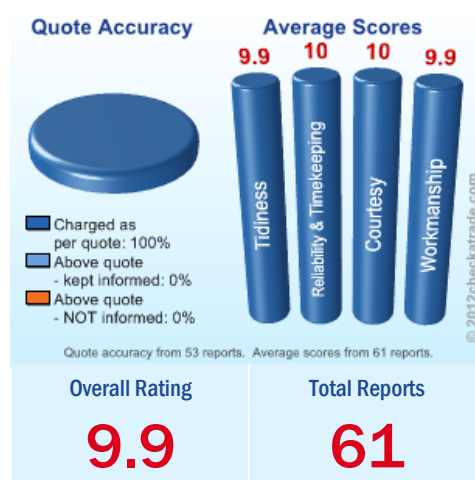 Quote Accuracy
Average Scores
9.9
10
10
9.9
Tidiness
Reliability & Timekeeping
Courtesy
Workmanship
Charged as
per quote: 100%
Above quote
- kept informed: 0%
Above quote
- NOT informed: 0%
© 2012checkatrade.com
Quote accuracy from 53 reports. Average scores from 61 reports.
Overall Rating
Total Reports
9.9
61